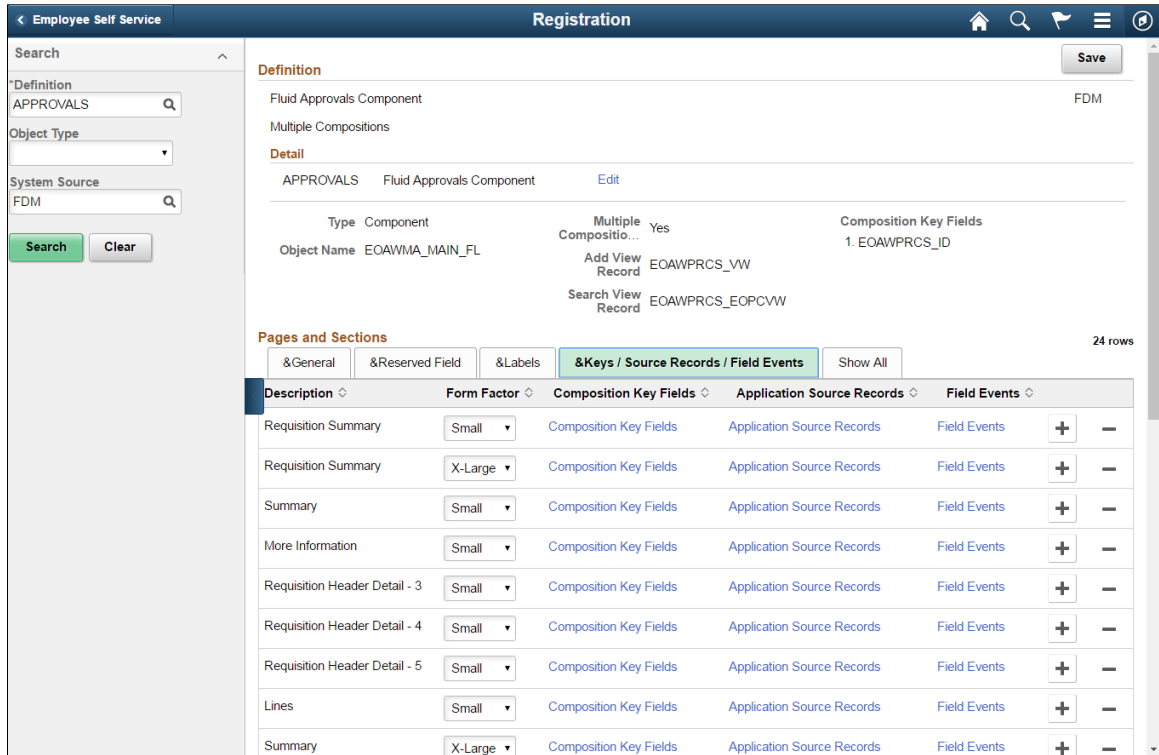 Employee Self Service
Registration
Search
*Definition
APPROVALS
Object Type
System Source
FDM
Search Clear
Save
Definition
Fluid Approvals Component FDM
Multiple Compositions
Detail
APPROVALS Fluid Approvals Component Edit
Type Component
Object Name EOAWMA_MAIN_FL
Multiple
Compositio... Yes
Add View
Record EOAWPRCS_VW
Search View
Record EOAWPRCS_EOPCVW
Composition Key Fields
1. EOAWPRCS_ID
Pages and Sections 24 rows
&General &Reserved Field &Labels &Keys / Source Records / Field Events Show All
Description Form Factor Composition Key Fields Application Source Records Field Events
Requisition Summary Small Composition Key Fields Application Source Records Field Events + −
Requisition Summary X-Large Composition Key Fields Application Source Records Field Events + −
Summary Small Composition Key Fields Application Source Records Field Events + −
More Information Small Composition Key Fields Application Source Records Field Events + −
Requisition Header Detail - 3 Small Composition Key Fields Application Source Records Field Events + −
Requisition Header Detail - 4 Small Composition Key Fields Application Source Records Field Events + −
Requisition Header Detail - 5 Small Composition Key Fields Application Source Records Field Events + −
Lines Small Composition Key Fields Application Source Records Field Events + −
Summary X-Large Composition Key Fields Application Source Records Field Events + −